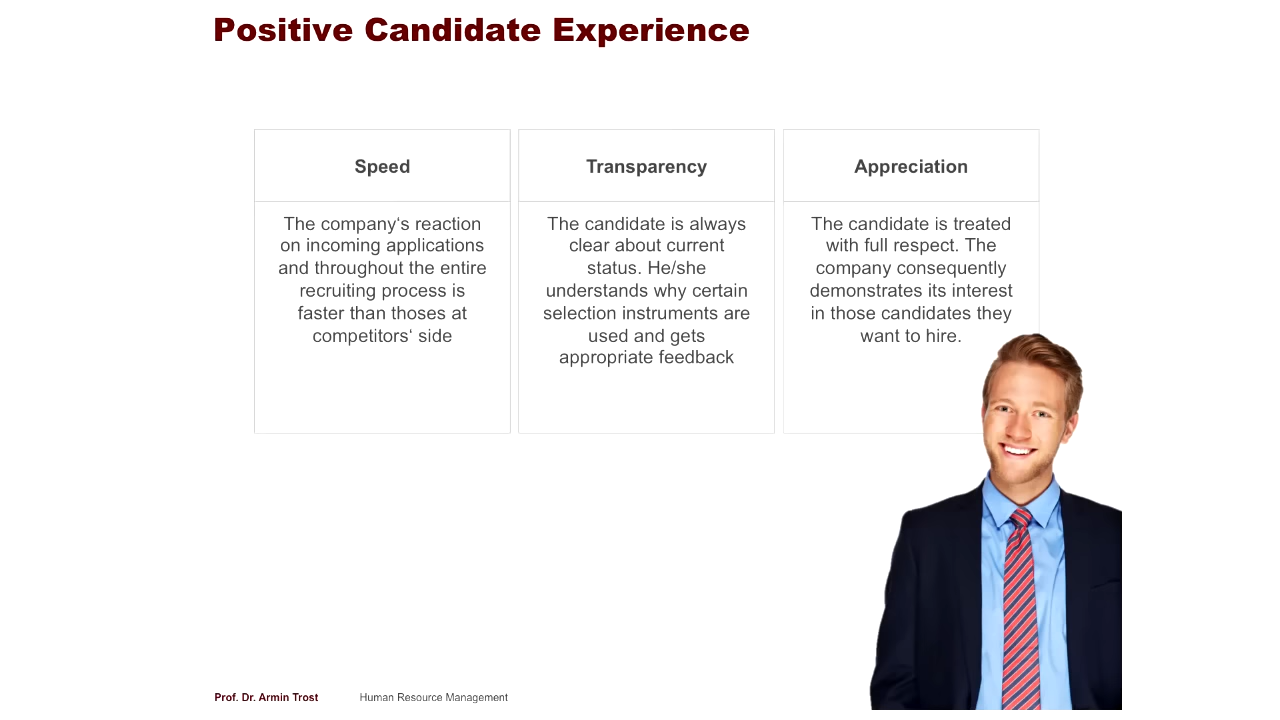 Positive Candidate Experience
Speed
The company‘s reaction
on incoming applications
and throughout the entire
recruiting process is
faster than thoses at
competitors‘ side
Transparency
The candidate is always
clear about current
status. He/she
understands why certain
selection instruments are
used and gets
appropriate feedback
Appreciation
The candidate is treated
with full respect. The
company consequently
demonstrates its interest
in those candidates they
want to hire.
Prof. Dr. Armin Trost Human Resource Management